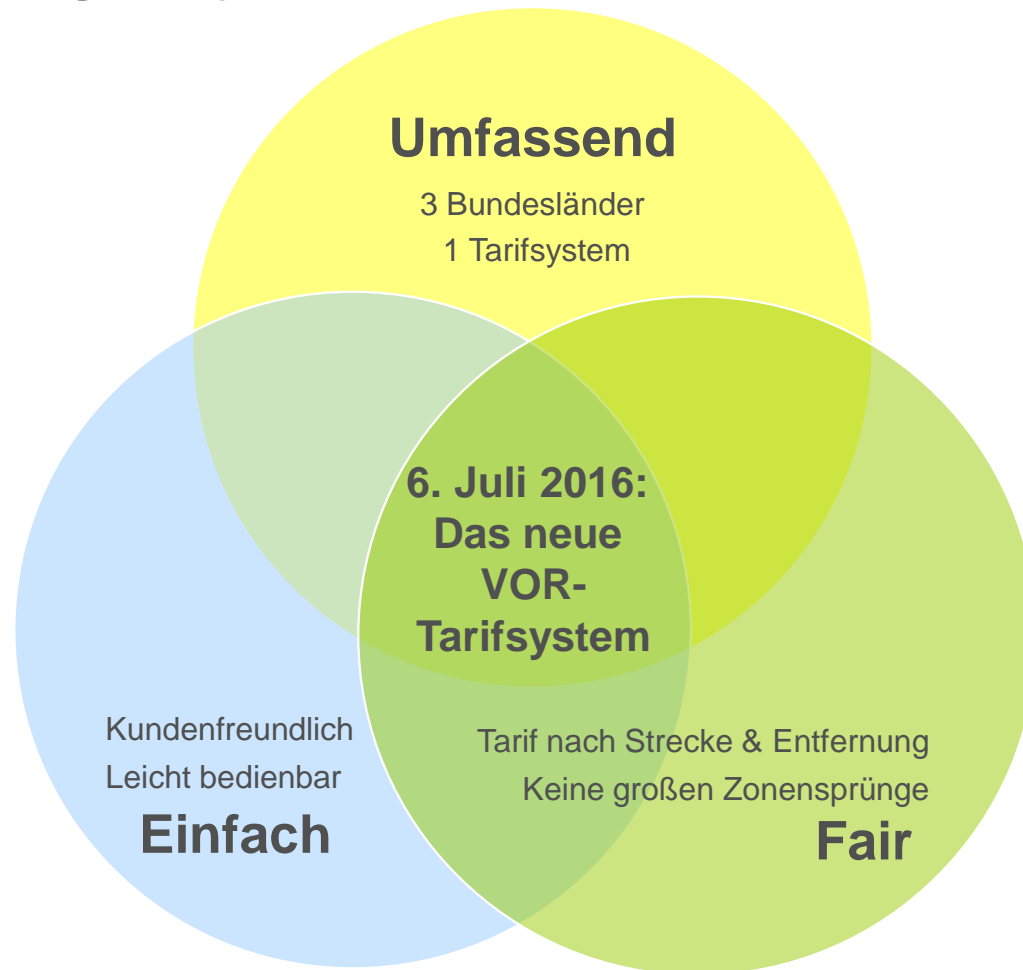 Umfassend
3 Bundesländer
1 Tarifsystem
6. Juli 2016:
Das neue
VOR-
Tarifsystem
Kundenfreundlich
Leicht bedienbar
Einfach
Tarif nach Strecke & Entfernung
Keine großen Zonensprünge
Fair